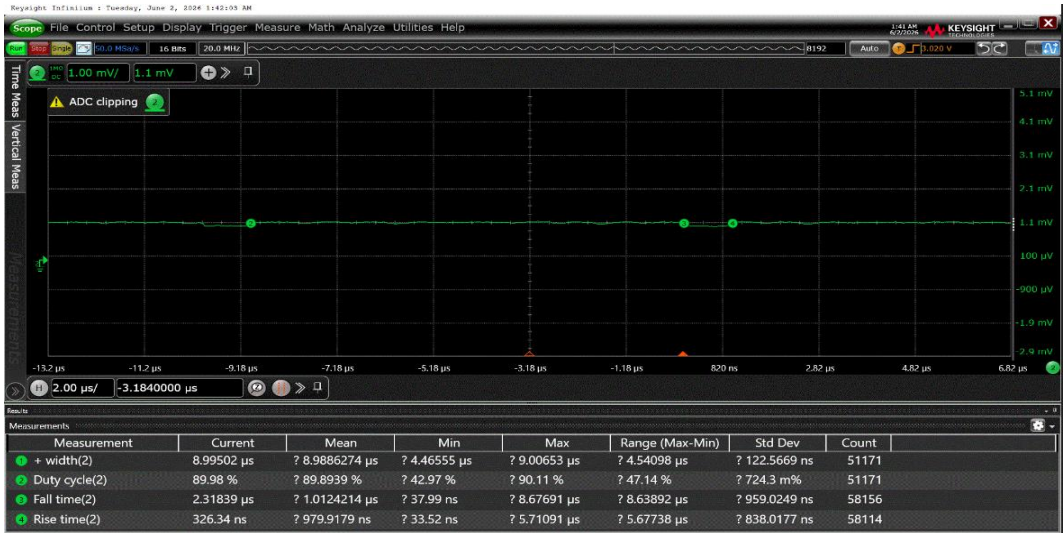 Keysight Infiniium : Tuesday, June 2, 2026 1:42:03 AM
Scope File Control Setup Display Trigger Measure Math Analyze Utilities Help
1:41 AM
6/2/2026
KEYSIGHT
TECHNOLOGIES
Run Stop Single 50.0 MSa/s 16 Bits 20.0 MHz 8192 Auto T 3.020 V
2 1MΩ DC 1.00 mV/ 1.1 mV
Time Meas
Vertical Meas
Measurements
ADC clipping 2
5.1 mV
4.1 mV
3.1 mV
2.1 mV
1.1 mV
100 µV
-900 µV
-1.9 mV
-2.9 mV
-13.2 µs -11.2 µs -9.18 µs -7.18 µs -5.18 µs -3.18 µs -1.18 µs 820 ns 2.82 µs 4.82 µs 6.82 µs
H 2.00 µs/ -3.1840000 µs
Results
Measurements
Measurement Current Mean Min Max Range (Max-Min) Std Dev Count
1 + width(2) 8.99502 µs ? 8.9886274 µs ? 4.46555 µs ? 9.00653 µs ? 4.54098 µs ? 122.5669 ns 51171
2 Duty cycle(2) 89.98 % ? 89.8939 % ? 42.97 % ? 90.11 % ? 47.14 % ? 724.3 m% 51171
3 Fall time(2) 2.31839 µs ? 1.0124214 µs ? 37.99 ns ? 8.67691 µs ? 8.63892 µs ? 959.0249 ns 58156
4 Rise time(2) 326.34 ns ? 979.9179 ns ? 33.52 ns ? 5.71091 µs ? 5.67738 µs ? 838.0177 ns 58114